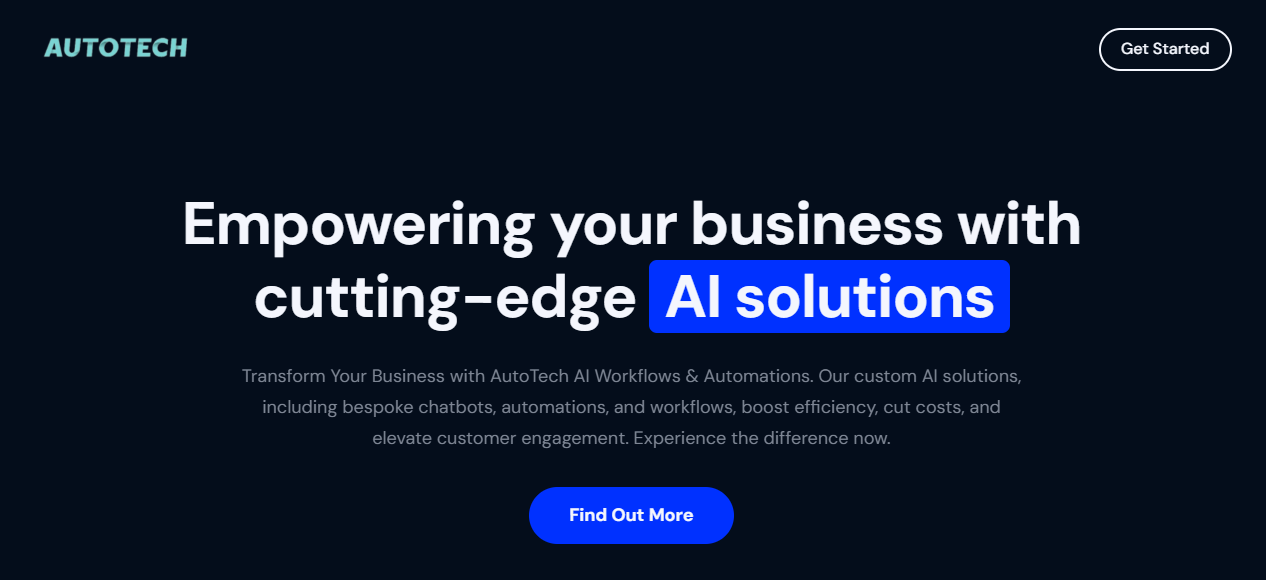 AUTOTECH
Get Started
Empowering your business with
cutting-edge AI solutions
Transform Your Business with AutoTech AI Workflows & Automations. Our custom AI solutions,
including bespoke chatbots, automations, and workflows, boost efficiency, cut costs, and
elevate customer engagement. Experience the difference now.
Find Out More